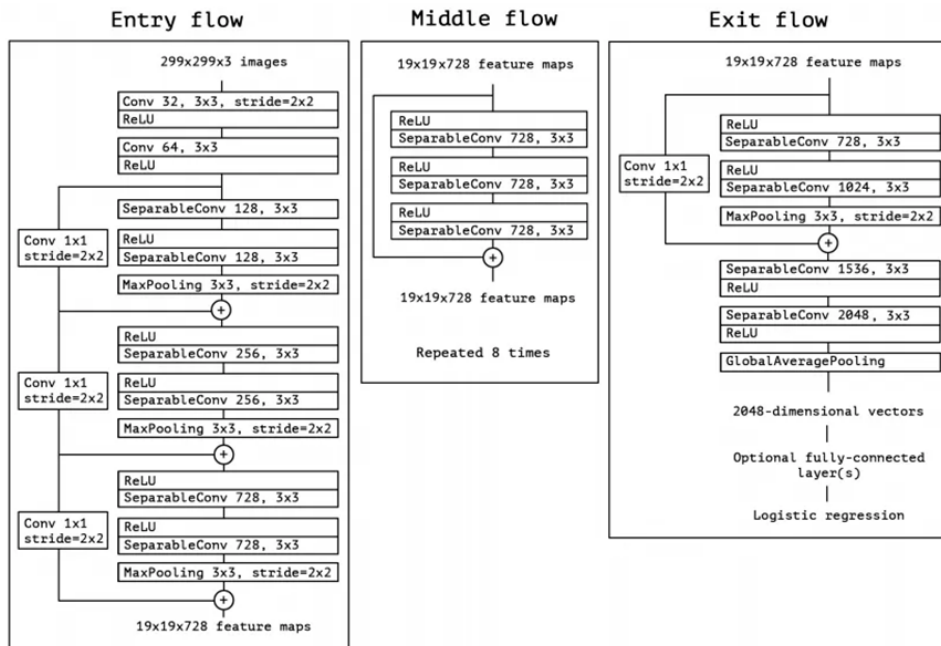 Entry flow
299x299x3 images
Conv 32, 3x3, stride=2x2
ReLU
Conv 64, 3x3
ReLU
SeparableConv 128, 3x3
Conv 1x1
stride=2x2
ReLU
SeparableConv 128, 3x3
MaxPooling 3x3, stride=2x2
+
ReLU
SeparableConv 256, 3x3
Conv 1x1
stride=2x2
ReLU
SeparableConv 256, 3x3
MaxPooling 3x3, stride=2x2
+
ReLU
SeparableConv 728, 3x3
Conv 1x1
stride=2x2
ReLU
SeparableConv 728, 3x3
MaxPooling 3x3, stride=2x2
+
19x19x728 feature maps
Middle flow
19x19x728 feature maps
ReLU
SeparableConv 728, 3x3
ReLU
SeparableConv 728, 3x3
ReLU
SeparableConv 728, 3x3
+
19x19x728 feature maps
Repeated 8 times
Exit flow
19x19x728 feature maps
ReLU
SeparableConv 728, 3x3
Conv 1x1
stride=2x2
ReLU
SeparableConv 1024, 3x3
MaxPooling 3x3, stride=2x2
+
SeparableConv 1536, 3x3
ReLU
SeparableConv 2048, 3x3
ReLU
GlobalAveragePooling
2048-dimensional vectors
Optional fully-connected
layer(s)
Logistic regression